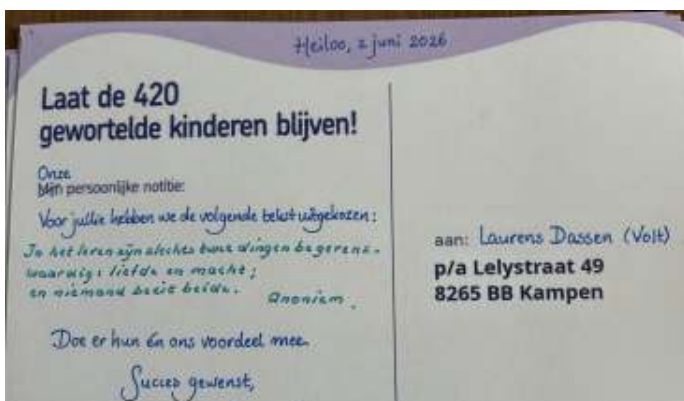 Heiloo, 2 juni 2026
Laat de 420
gewortelde kinderen blijven!
Onze
Mijn persoonlijke notitie:
Voor jullie hebben we de volgende tekst uitgekozen:
In het leven zijn slechts twee dingen begerens-
waardig: liefde en macht;
en niemand bezit beide.
Anoniem.
Doe er hun én ons voordeel mee.
Succes gewenst,
aan: Laurens Dassen (Volt)
p/a Lelystraat 49
8265 BB Kampen